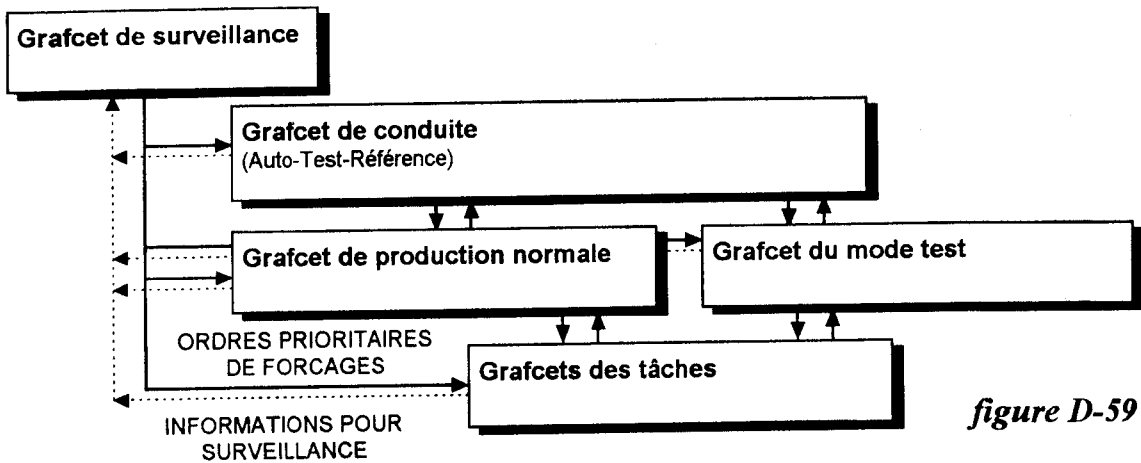 Grafcet de surveillance
Grafcet de conduite
(Auto-Test-Référence)
Grafcet de production normale
Grafcet du mode test
ORDRES PRIORITAIRES
DE FORCAGES
Grafcets des tâches
INFORMATIONS POUR
SURVEILLANCE
figure D-59